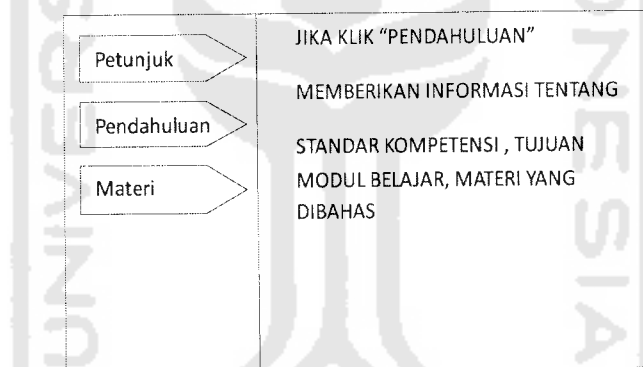 Petunjuk
Pendahuluan
Materi
JIKA KLIK “PENDAHULUAN”
MEMBERIKAN INFORMASI TENTANG
STANDAR KOMPETENSI , TUJUAN
MODUL BELAJAR, MATERI YANG
DIBAHAS